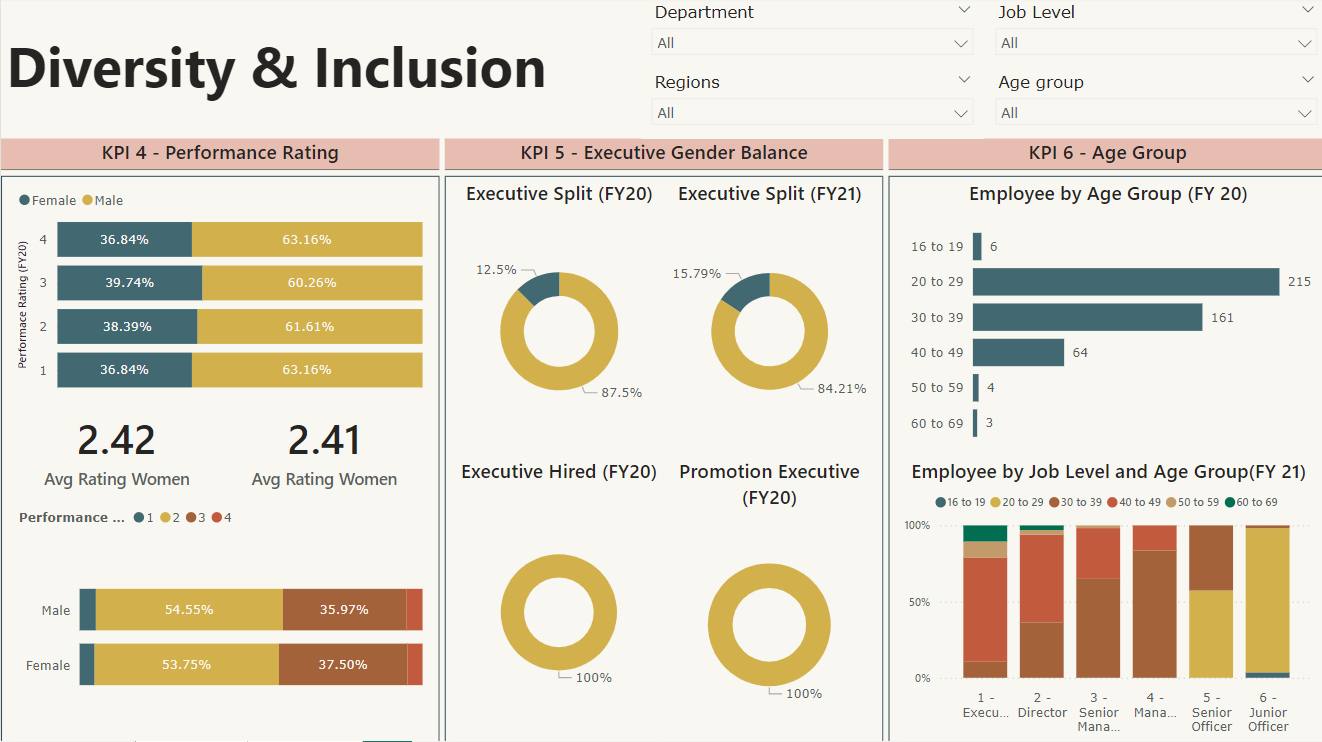 Diversity & Inclusion
Department
All
Job Level
All
Regions
All
Age group
All
KPI 4 - Performance Rating
Female Male
Performace Rating (FY20)
4 36.84% 63.16%
3 39.74% 60.26%
2 38.39% 61.61%
1 36.84% 63.16%
2.42
Avg Rating Women
2.41
Avg Rating Women
Performance ... 1 2 3 4
Male 54.55% 35.97%
Female 53.75% 37.50%
KPI 5 - Executive Gender Balance
Executive Split (FY20)
12.5%
87.5%
Executive Split (FY21)
15.79%
84.21%
Executive Hired (FY20)
100%
Promotion Executive
(FY20)
100%
KPI 6 - Age Group
Employee by Age Group (FY 20)
16 to 19 6
20 to 29 215
30 to 39 161
40 to 49 64
50 to 59 4
60 to 69 3
Employee by Job Level and Age Group(FY 21)
16 to 19 20 to 29 30 to 39 40 to 49 50 to 59 60 to 69
100%
50%
0%
1 -
Execu...
2 -
Director
3 -
Senior
Mana...
4 -
Mana...
5 -
Senior
Officer
6 -
Junior
Officer